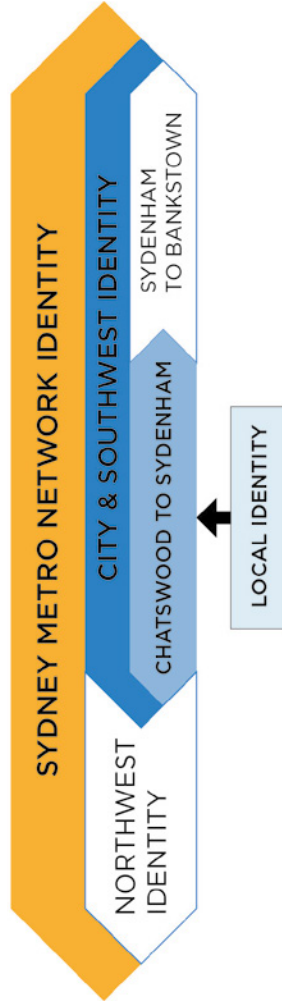 SYDNEY METRO NETWORK IDENTITY
NORTHWEST
IDENTITY
CITY & SOUTHWEST IDENTITY
CHATSWOOD TO SYDENHAM
SYDENHAM
TO BANKSTOWN
LOCAL IDENTITY